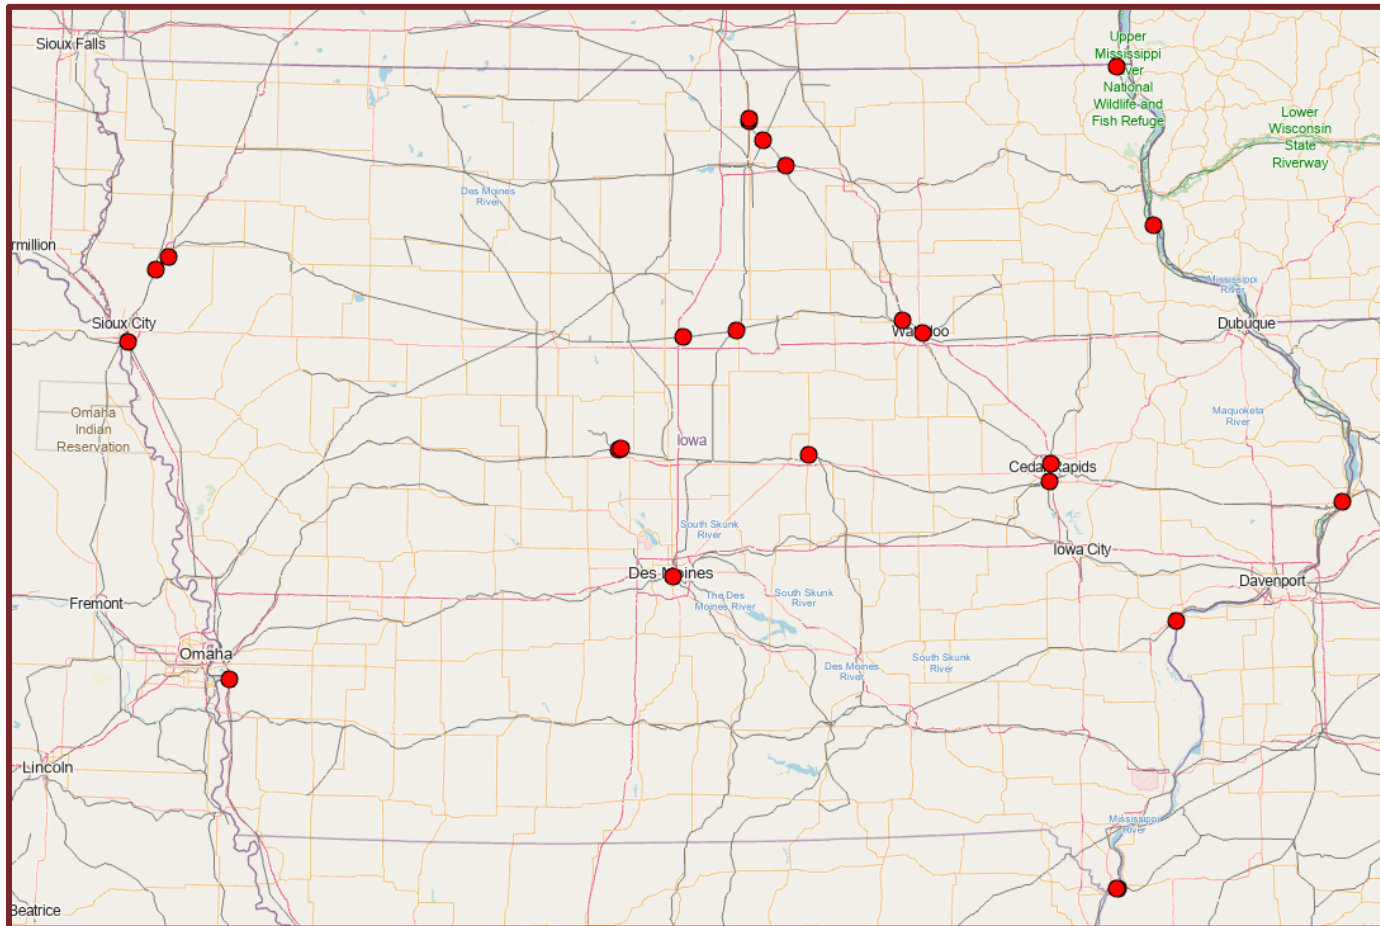 Sioux Falls
Upper
Mississippi
River
National
Wildlife and
Fish Refuge
Lower
Wisconsin
State
Riverway
Des Moines
River
rmillion
Mississippi
River
Sioux City
Waterloo
Dubuque
Omaha
Indian
Reservation
Maquoketa
River
Iowa
Cedar Rapids
South Skunk
River
Iowa City
Des Moines
Davenport
The Des
Moines River
South Skunk
River
Fremont
er
Omaha
Des Moines
River
South Skunk
River
Lincoln
Mississippi
River
Beatrice